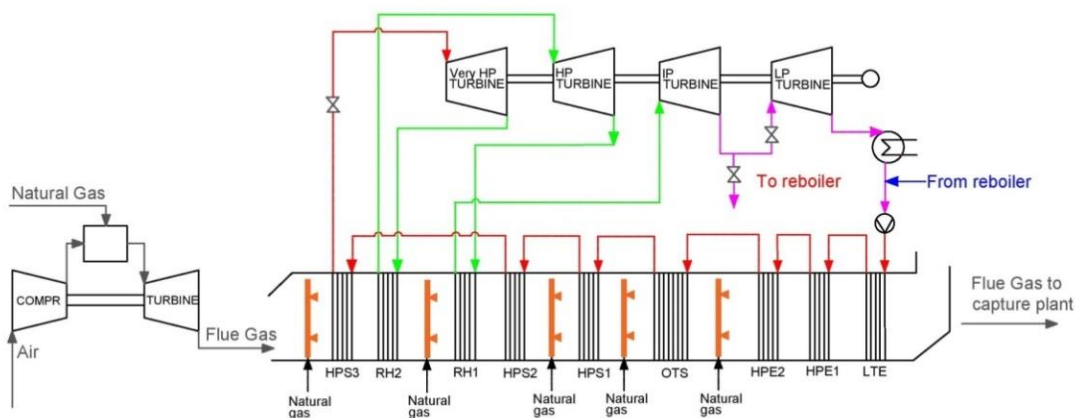 Very HP
TURBINE
HP
TURBINE
IP
TURBINE
LP
TURBINE
To reboiler
From reboiler
Natural Gas
COMPR
TURBINE
Flue Gas
Air
Flue Gas to
capture plant
HPS3
RH2
RH1
HPS2
HPS1
OTS
HPE2
HPE1
LTE
Natural
gas
Natural
gas
Natural
gas
Natural
gas
Natural
gas